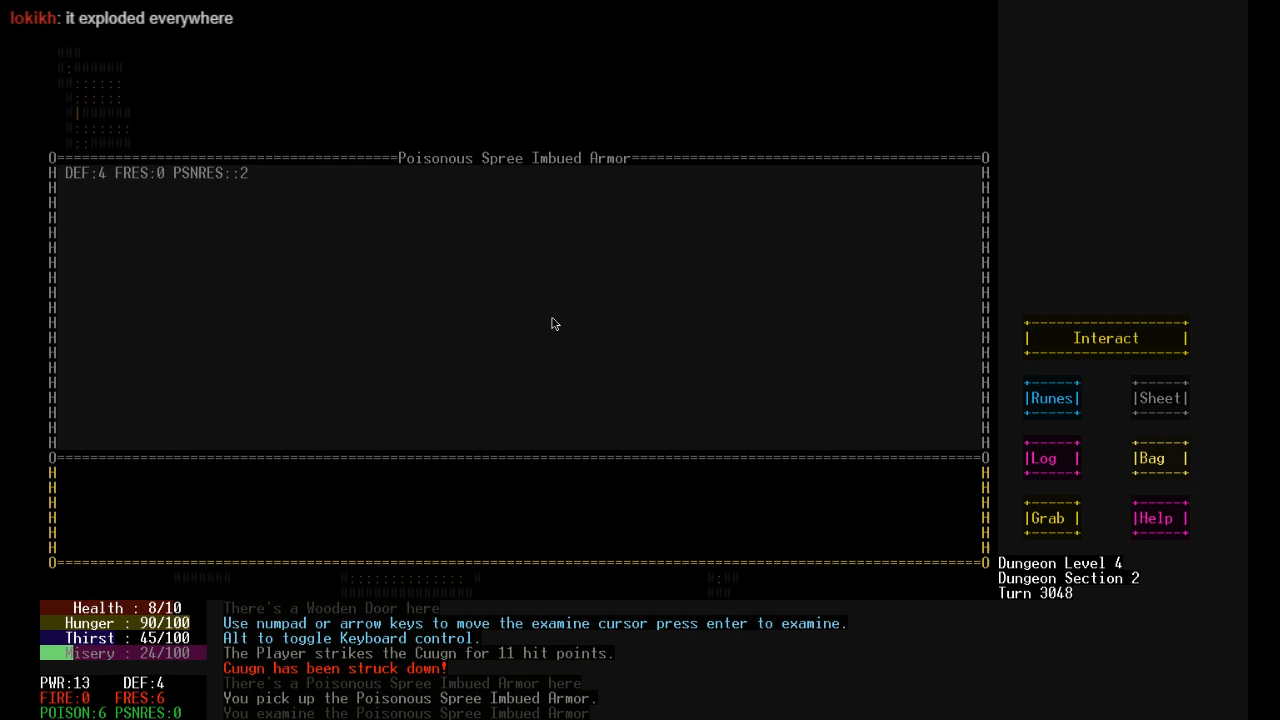 lokikh: it exploded everywhere
Poisonous Spree Imbued Armor
DEF:4 FRES:0 PSNRES::2
Interact
Runes
Sheet
Log
Bag
Grab
Help
Dungeon Level 4
Dungeon Section 2
Turn 3048
Health : 8/10
Hunger : 90/100
Thirst : 45/100
Misery : 24/100
PWR:13 DEF:4
FIRE:0 FRES:6
POISON:6 PSNRES:0
There's a Wooden Door here
Use numpad or arrow keys to move the examine cursor press enter to examine.
Alt to toggle Keyboard control.
The Player strikes the Cuugn for 11 hit points.
Cuugn has been struck down!
There's a Poisonous Spree Imbued Armor here
You pick up the Poisonous Spree Imbued Armor.
You examine the Poisonous Spree Imbued Armor